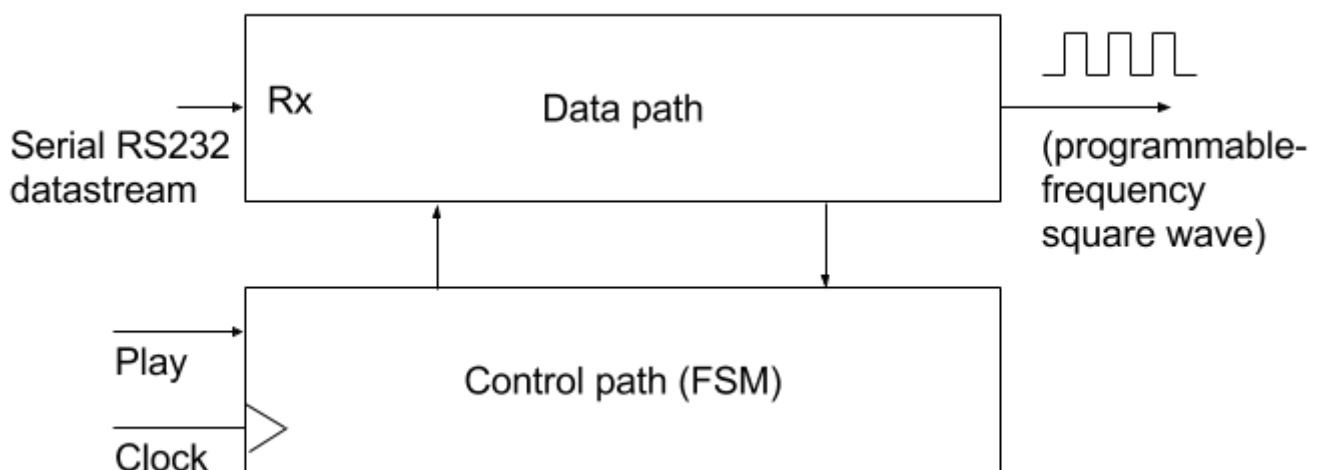 Rx
Data path
Serial RS232
datastream
(programmable-
frequency
square wave)
Play
Control path (FSM)
Clock